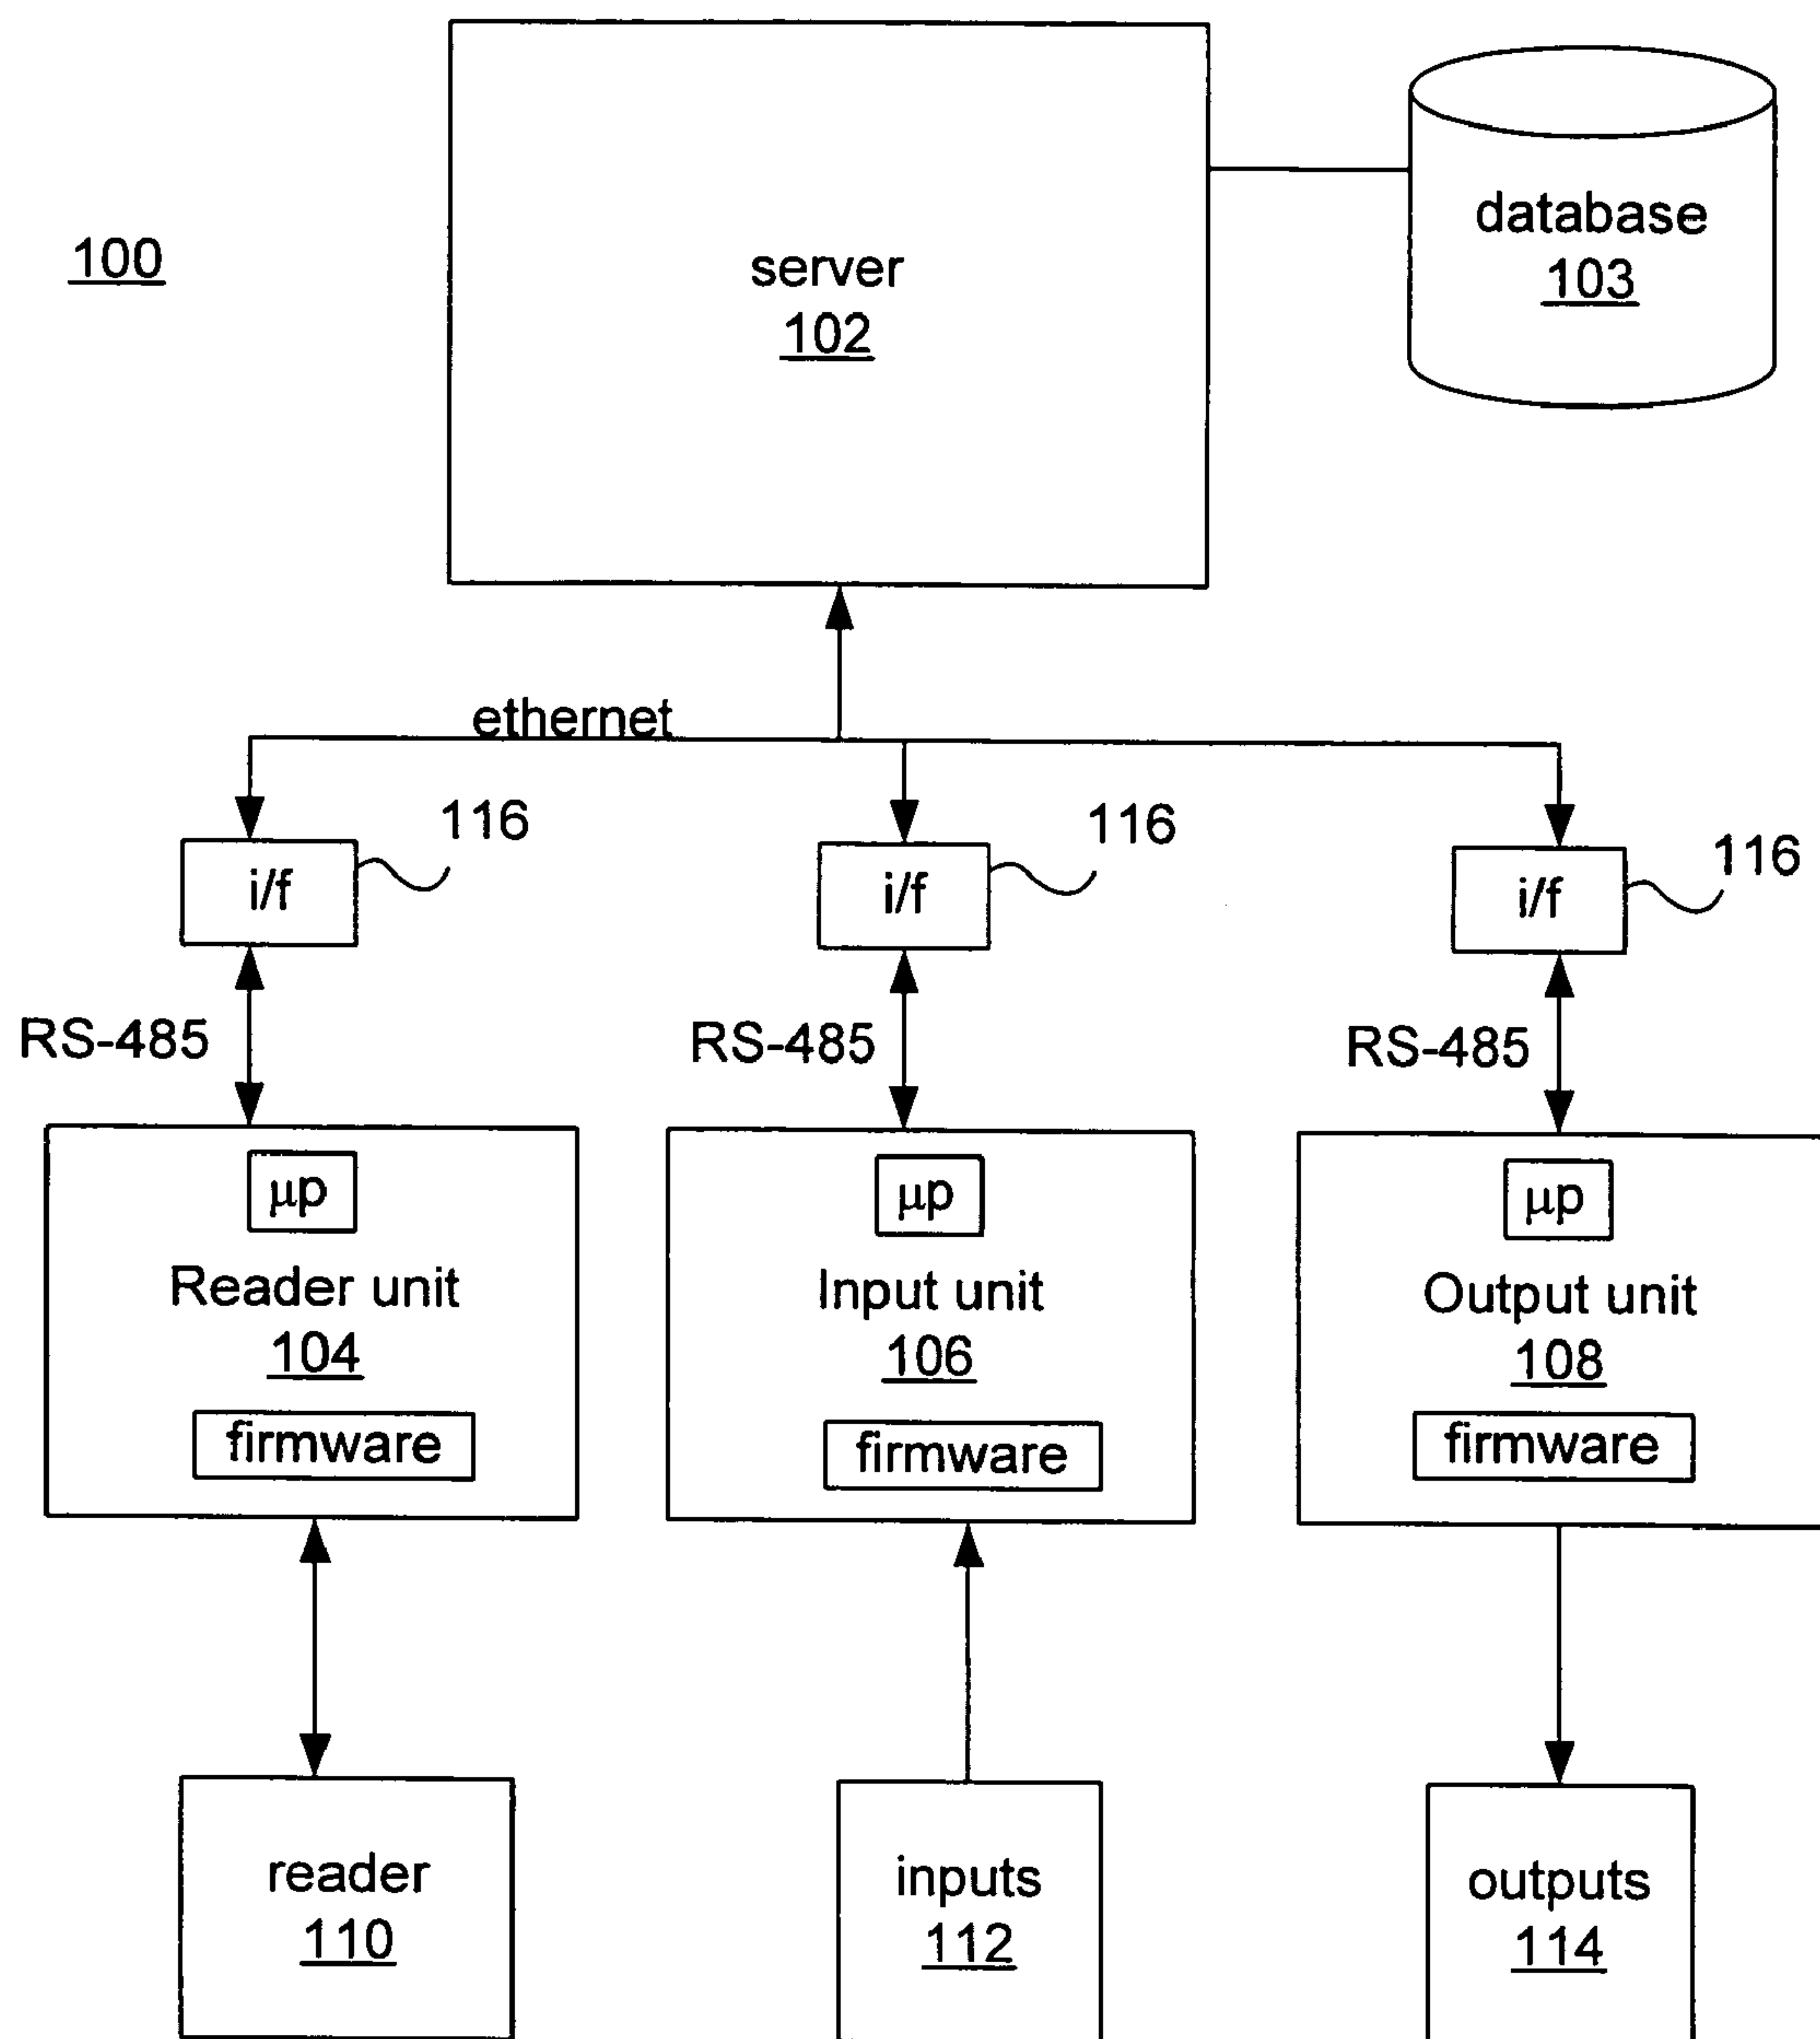 100
server
102
database
103
ethernet
116
116
116
i/f
i/f
i/f
RS-485
RS-485
RS-485
μp
μp
μp
Reader unit
104
Input unit
106
Output unit
108
firmware
firmware
firmware
reader
110
inputs
112
outputs
114